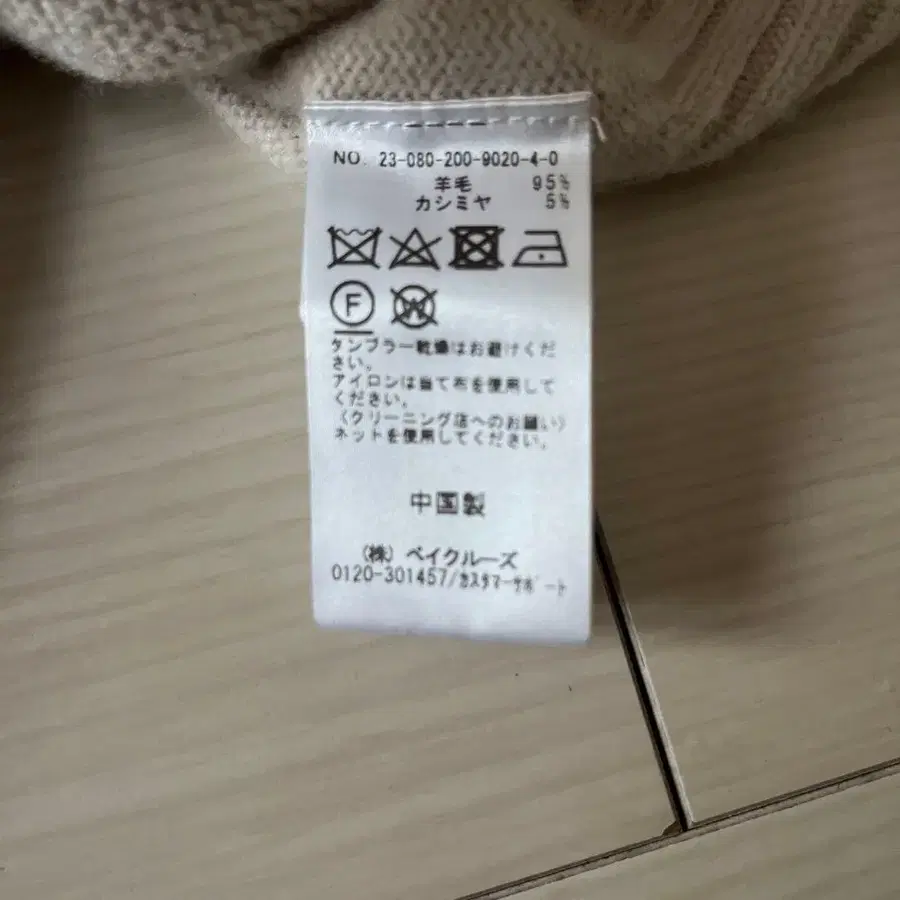 NO. 23-080-200-9020-4-0
羊毛 95%
カシミヤ 5%
F
W
タンブラー乾燥はお避けくだ
さい。
アイロンは当て布を使用して
ください。
〈クリーニング店へのお願い〉
ネットを使用してください。
中国製
(株) ベイクルーズ
0120-301457/カスタマーサポート